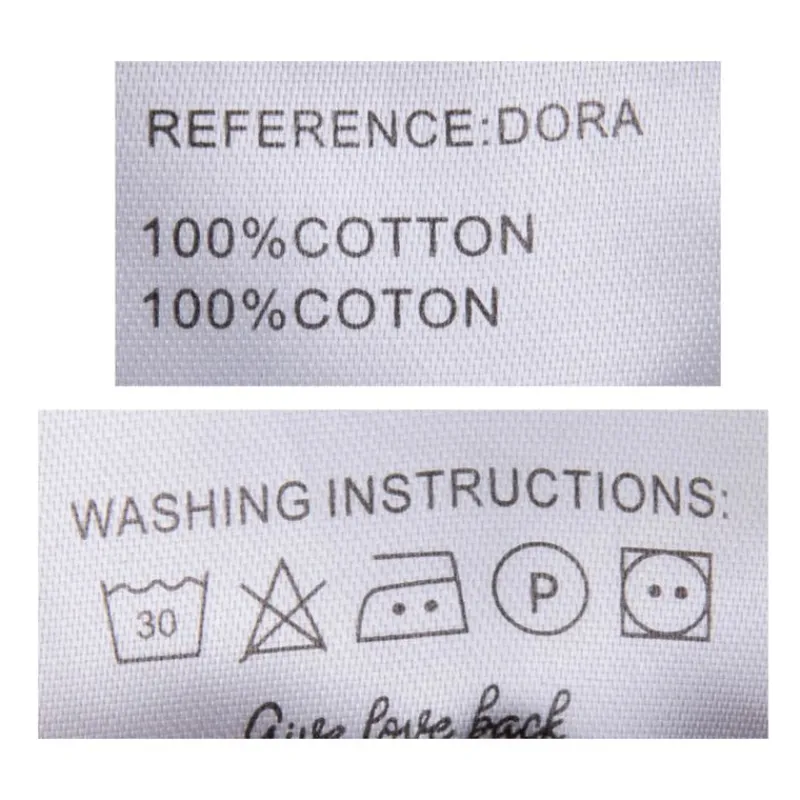 REFERENCE:DORA
100%COTTON
100%COTON
WASHING INSTRUCTIONS:
30
P
Give love back